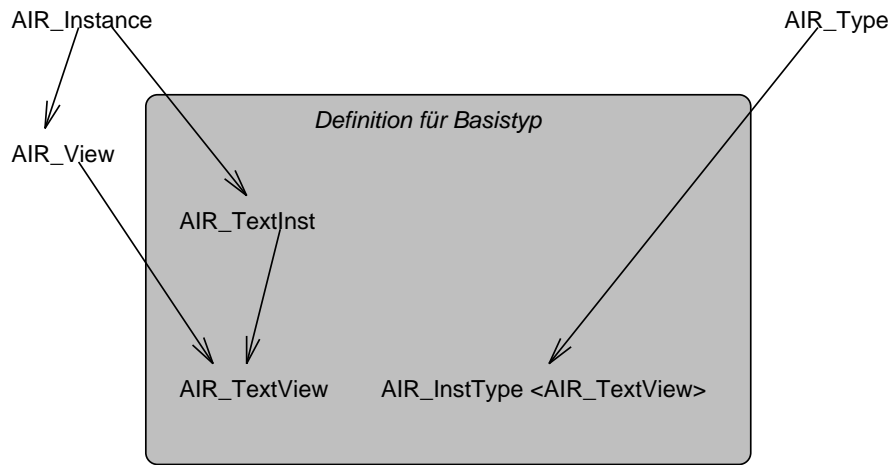 AIR_Instance AIR_Type
Definition für Basistyp
AIR_View
AIR_TextInst
AIR_TextView AIR_InstType <AIR_TextView>